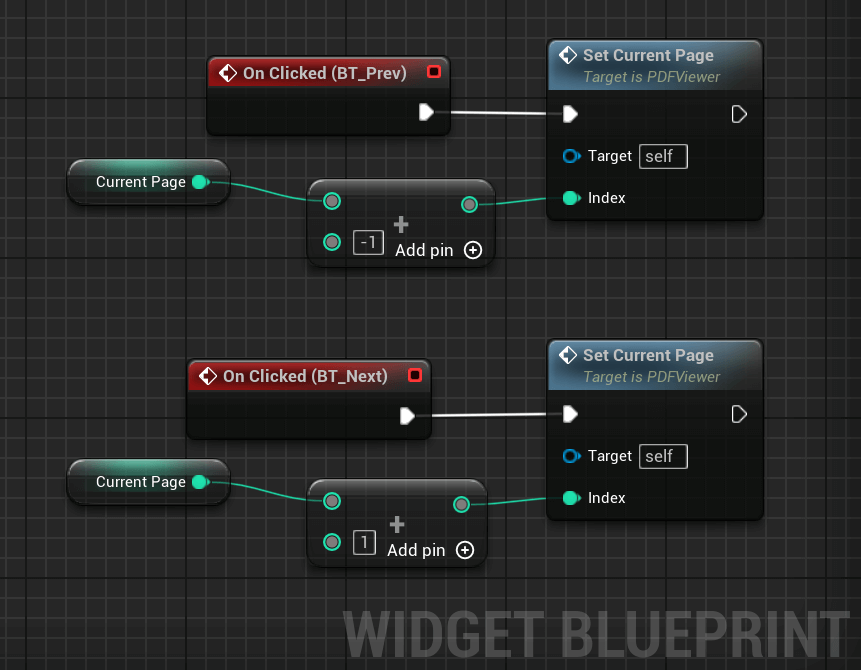 On Clicked (BT_Prev)
Set Current Page
Target is PDFViewer
Current Page
Target self
Index
-1
Add pin
On Clicked (BT_Next)
Set Current Page
Target is PDFViewer
Current Page
Target self
Index
1
Add pin
WIDGET BLUEPRINT